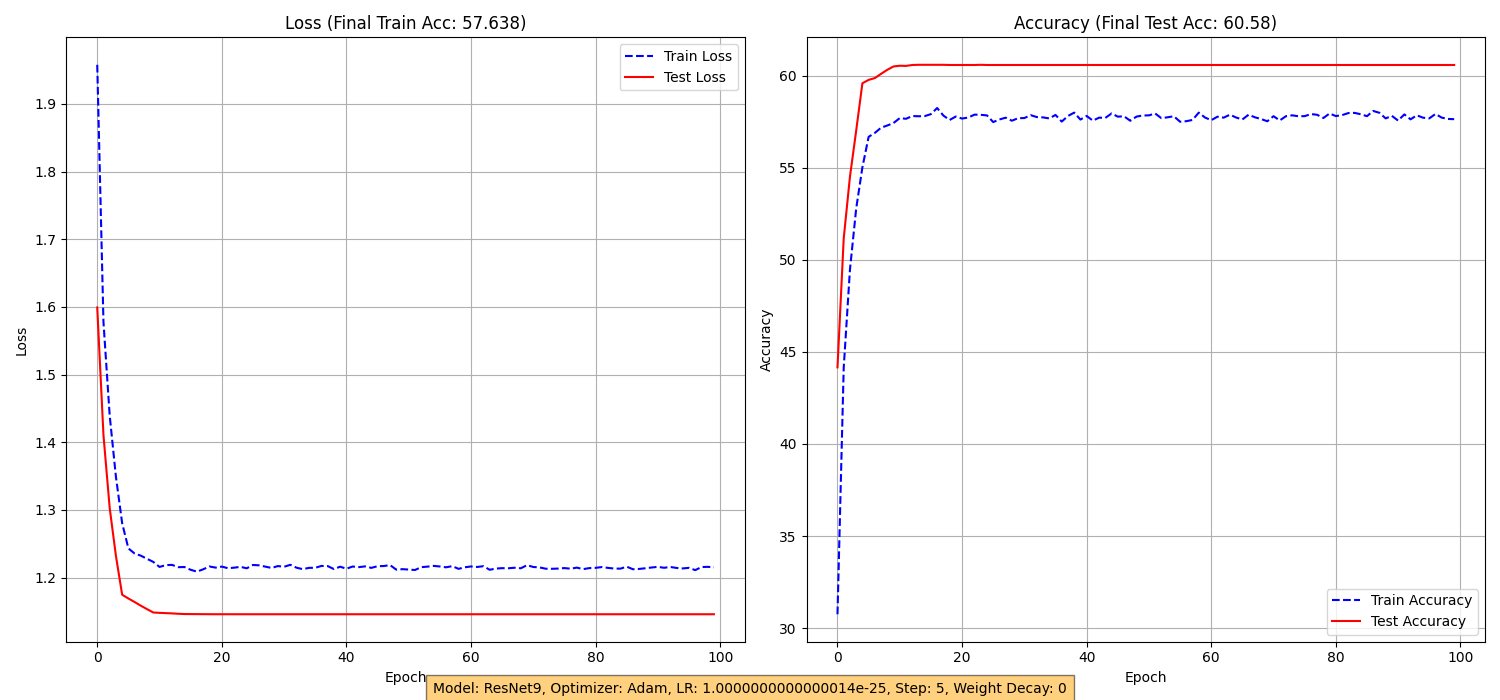 Loss (Final Train Acc: 57.638)
Train Loss
Test Loss
1.9
1.8
1.7
1.6
1.5
1.4
1.3
1.2
Loss
0 20 40 60 80 100
Epoch
Accuracy (Final Test Acc: 60.58)
60
55
50
45
40
35
30
Accuracy
Train Accuracy
Test Accuracy
0 20 40 60 80 100
Epoch
Model: ResNet9, Optimizer: Adam, LR: 1.0000000000000014e-25, Step: 5, Weight Decay: 0